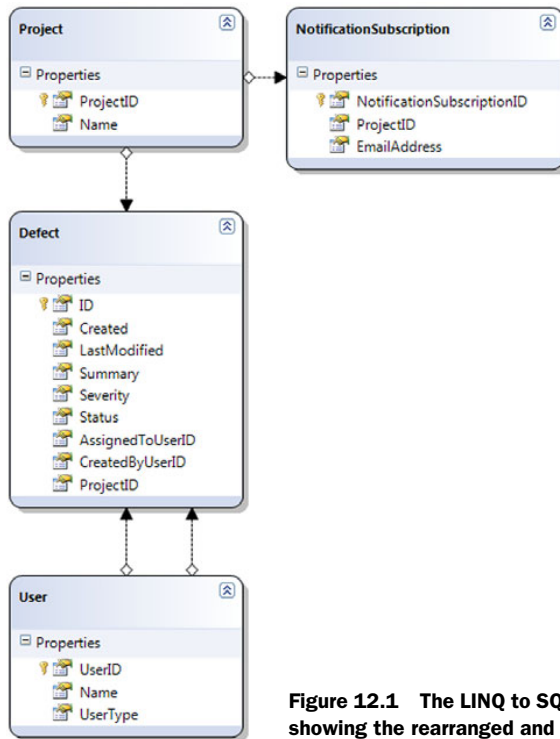 Project
Properties
ProjectID
Name
NotificationSubscription
Properties
NotificationSubscriptionID
ProjectID
EmailAddress
Defect
Properties
ID
Created
LastModified
Summary
Severity
Status
AssignedToUserID
CreatedByUserID
ProjectID
User
Properties
UserID
Name
UserType
Figure 12.1 The LINQ to SQ
showing the rearranged and